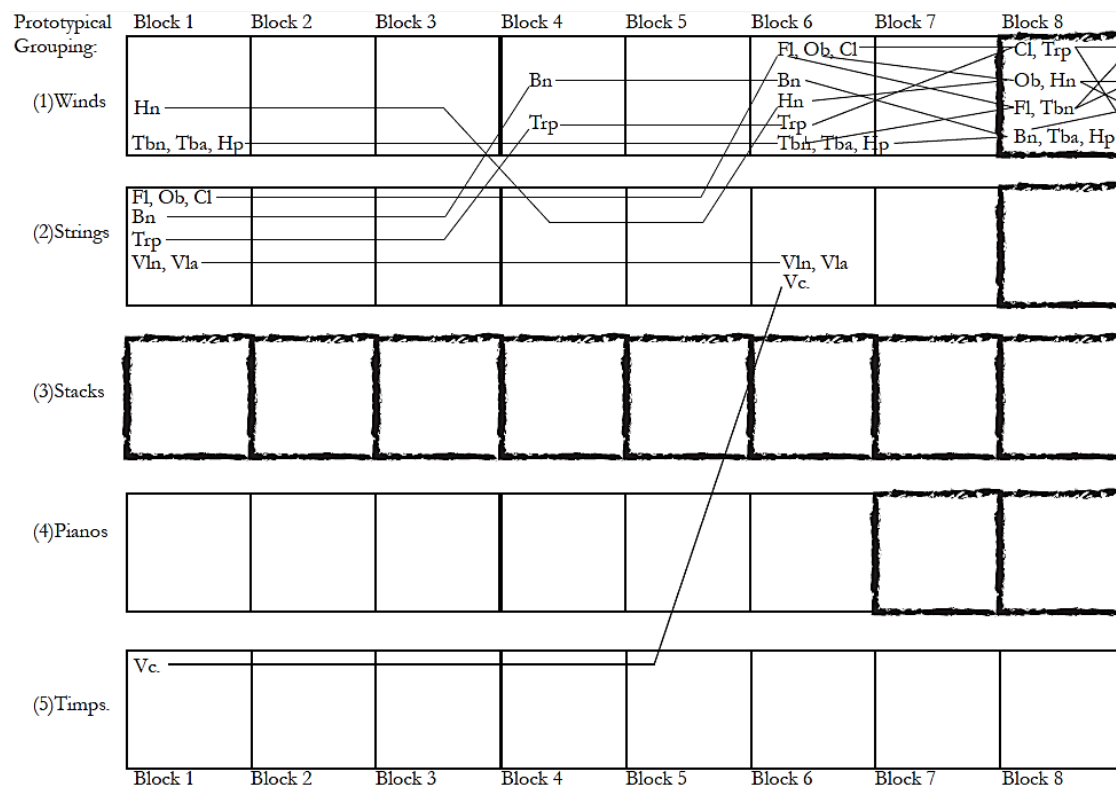 Prototypical Grouping:
Block 1 Block 2 Block 3 Block 4 Block 5 Block 6 Block 7 Block 8
(1)Winds
Fl, Ob, Cl
Cl, Trp
Bn
Bn
Ob, Hn
Hn
Hn
Fl, Tbn
Trp
Trp
Tbn, Tba, Hp
Tbn, Tba, Hp
Bn, Tba, Hp
(2)Strings
Fl, Ob, Cl
Bn
Trp
Vln, Vla
Vln, Vla
Vc.
(3)Stacks
(4)Pianos
(5)Timps.
Vc.
Block 1 Block 2 Block 3 Block 4 Block 5 Block 6 Block 7 Block 8